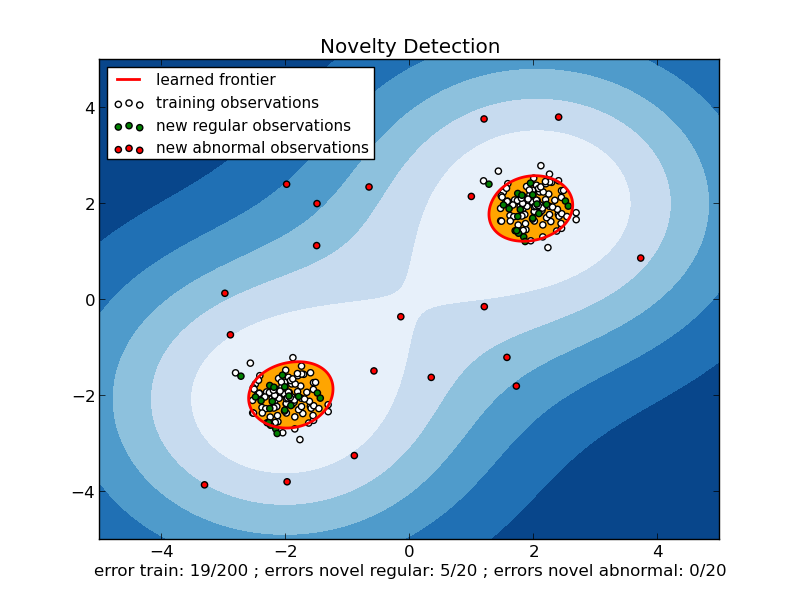 Novelty Detection
learned frontier
training observations
new regular observations
new abnormal observations
4
2
0
−2
−4
−4
−2
0
2
4
error train: 19/200 ; errors novel regular: 5/20 ; errors novel abnormal: 0/20